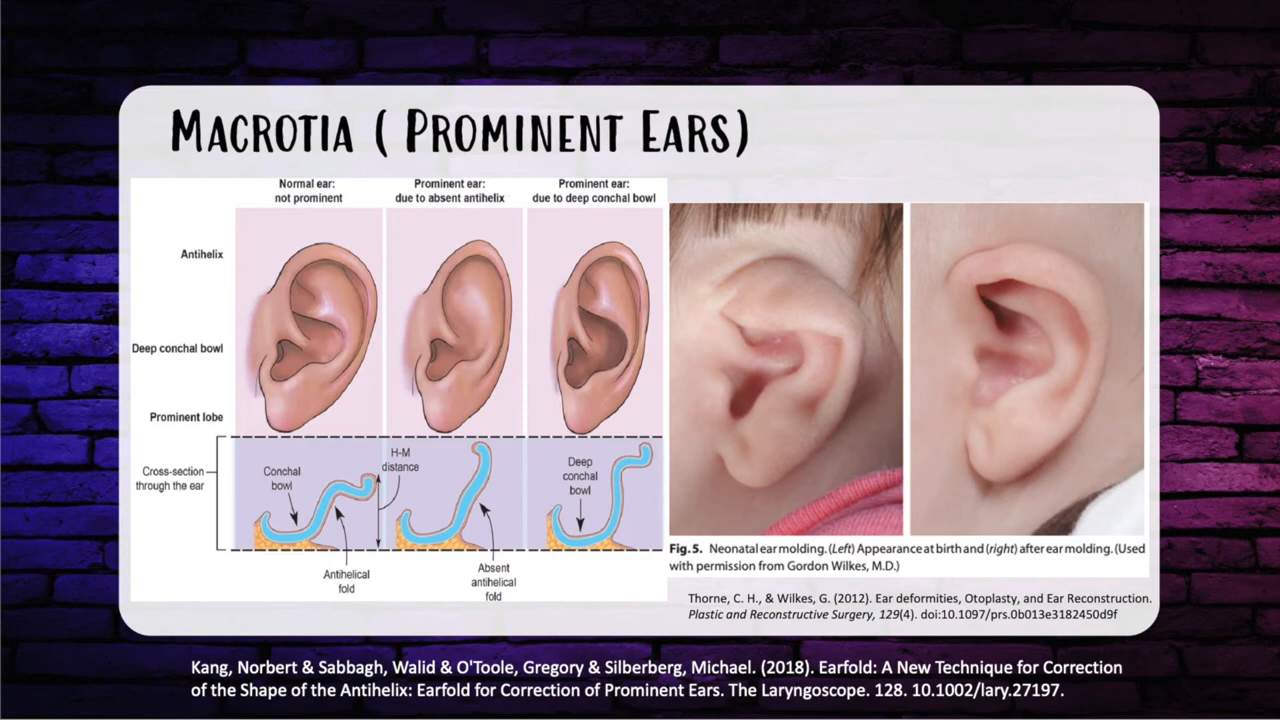 MACROTIA ( PROMINENT EARS)
Normal ear:
not prominent
Prominent ear:
due to absent antihelix
Prominent ear:
due to deep conchal bowl
Antihelix
Deep conchal bowl
Prominent lobe
Cross-section
through the ear
Conchal
bowl
H-M
distance
Deep
conchal
bowl
Antihelical
fold
Absent
antihelical
fold
Fig. 5. Neonatal ear molding. (Left) Appearance at birth and (right) after ear molding. (Used
with permission from Gordon Wilkes, M.D.)
Thorne, C. H., & Wilkes, G. (2012). Ear deformities, Otoplasty, and Ear Reconstruction.
Plastic and Reconstructive Surgery, 129(4). doi:10.1097/prs.0b013e3182450d9f
Kang, Norbert & Sabbagh, Walid & O'Toole, Gregory & Silberberg, Michael. (2018). Earfold: A New Technique for Correction
of the Shape of the Antihelix: Earfold for Correction of Prominent Ears. The Laryngoscope. 128. 10.1002/lary.27197.